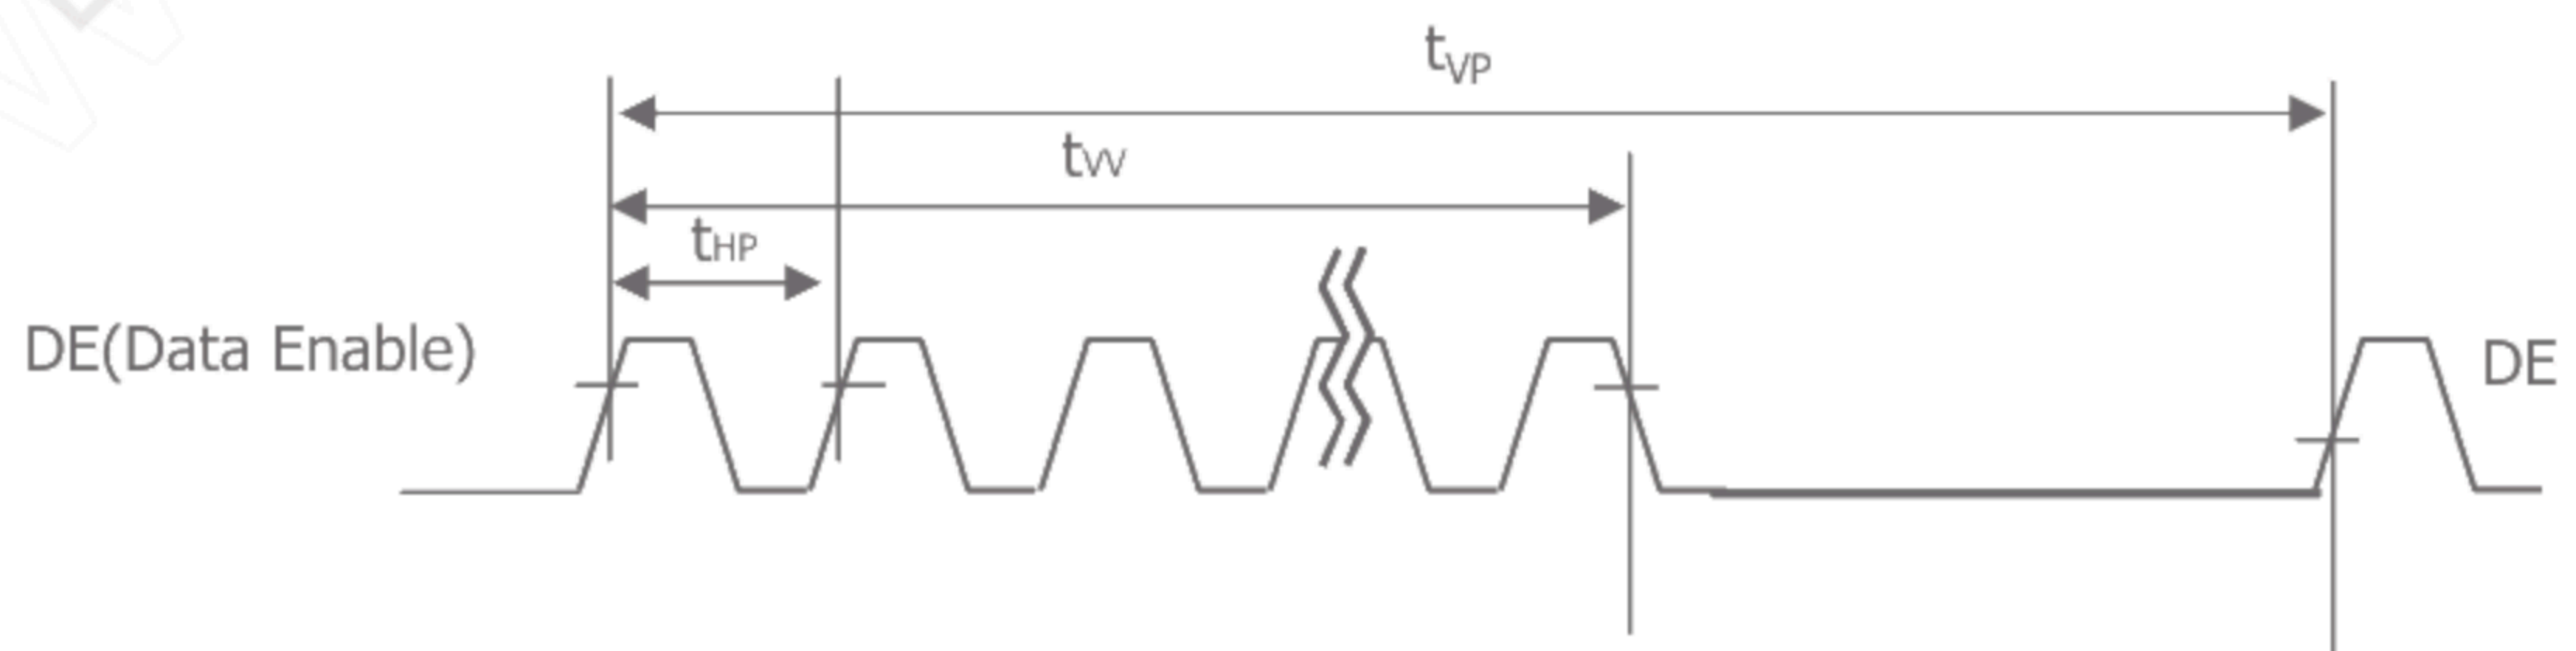 tVP
tVV
tHP
DE(Data Enable)
DE